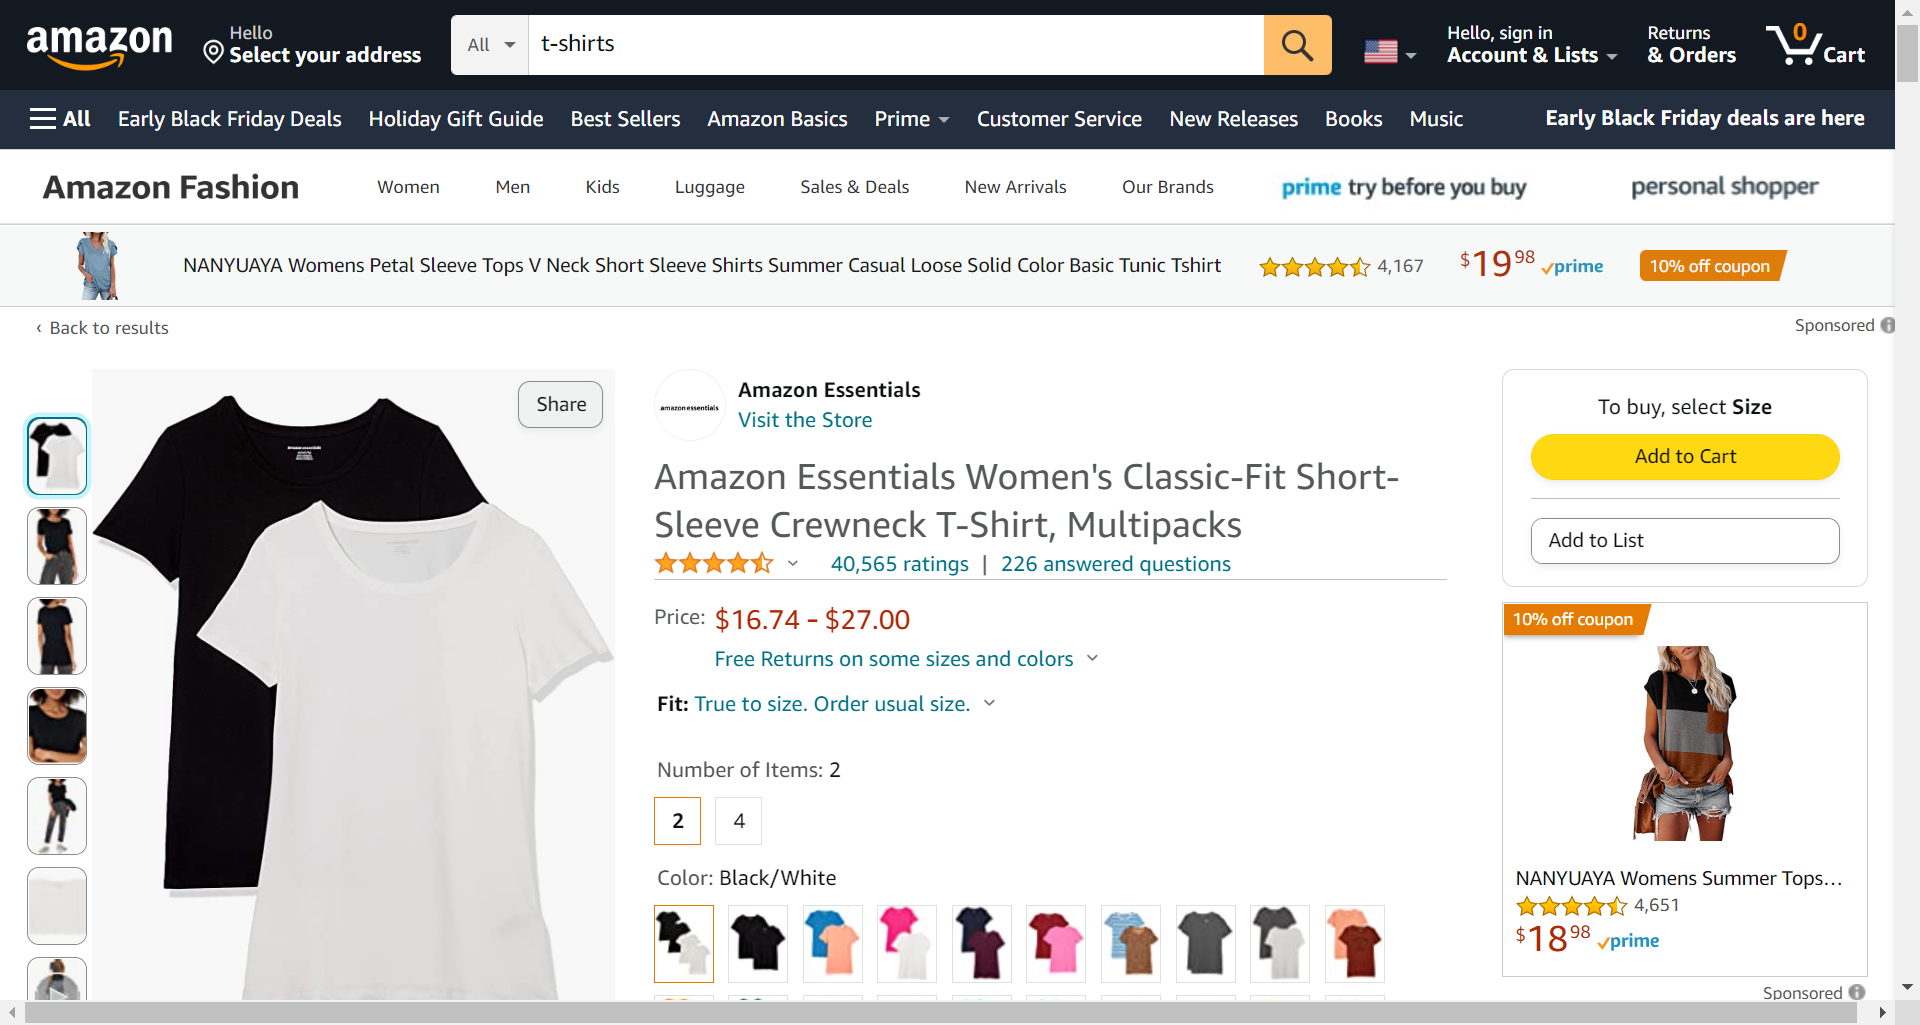 amazon
Hello
Select your address
All
t-shirts
Hello, sign in
Account & Lists
Returns
& Orders
0
Cart
All
Early Black Friday Deals
Holiday Gift Guide
Best Sellers
Amazon Basics
Prime
Customer Service
New Releases
Books
Music
Early Black Friday deals are here
Amazon Fashion
Women
Men
Kids
Luggage
Sales & Deals
New Arrivals
Our Brands
prime try before you buy
personal shopper
NANYUAYA Womens Petal Sleeve Tops V Neck Short Sleeve Shirts Summer Casual Loose Solid Color Basic Tunic Tshirt
4,167
$19 98
prime
10% off coupon
‹ Back to results
Sponsored
Share
amazon essentials
amazon essentials
Amazon Essentials
Visit the Store
Amazon Essentials Women's Classic-Fit Short-
Sleeve Crewneck T-Shirt, Multipacks
40,565 ratings | 226 answered questions
Price: $16.74 - $27.00
Free Returns on some sizes and colors
Fit: True to size. Order usual size.
Number of Items: 2
2
4
Color: Black/White
To buy, select Size
Add to Cart
Add to List
10% off coupon
NANYUAYA Womens Summer Tops…
4,651
$18 98
prime
Sponsored